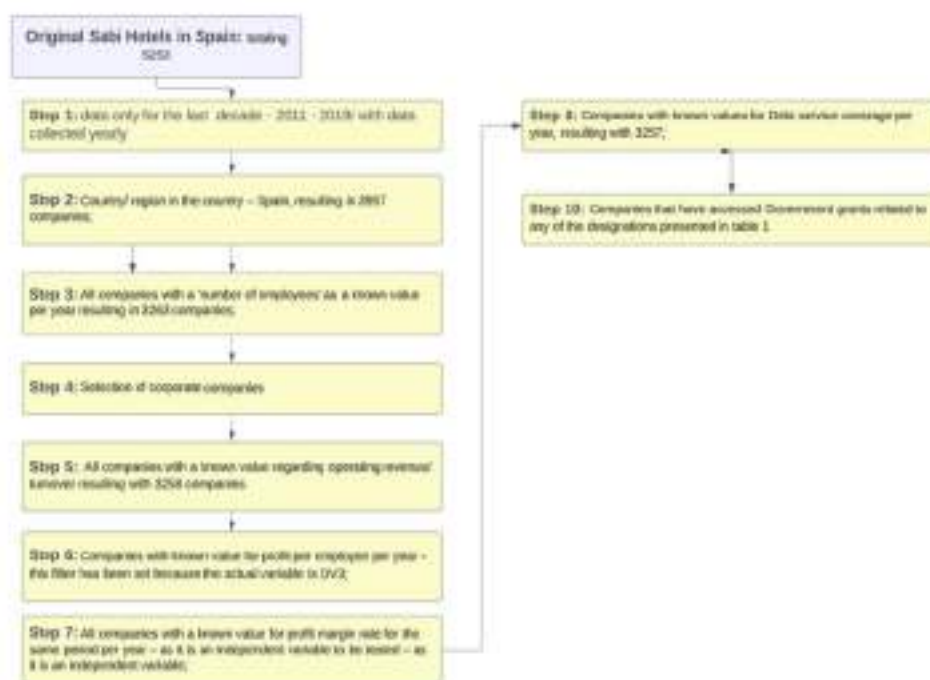 Original Sabi Hotels in Spain: totaling
Step 1: data only for the last decade - 2011 - 2019/ with data
collected yearly
Step 2: Country/ region in the country – Spain, resulting in
companies;
Step 3: All companies with a 'number of employees' as a known value
per year resulting in 3263 companies;
Step 4: Selection of corporate companies
Step 5: All companies with a known value regarding operating revenue/
turnover resulting with 3258 companies
Step 6: Companies with known value for profit per employee per year –
this filter has been set because the actual variable is DV3;
Step 7: All companies with a known value for profit margin rate for the
same period per year – as it is an independent variable to be tested – as
it is an independent variable;
Companies with known values for Debt service coverage per
year, resulting with 3257;
Step 10: Companies that have accessed Government grants related to
any of the designations presented in table 1